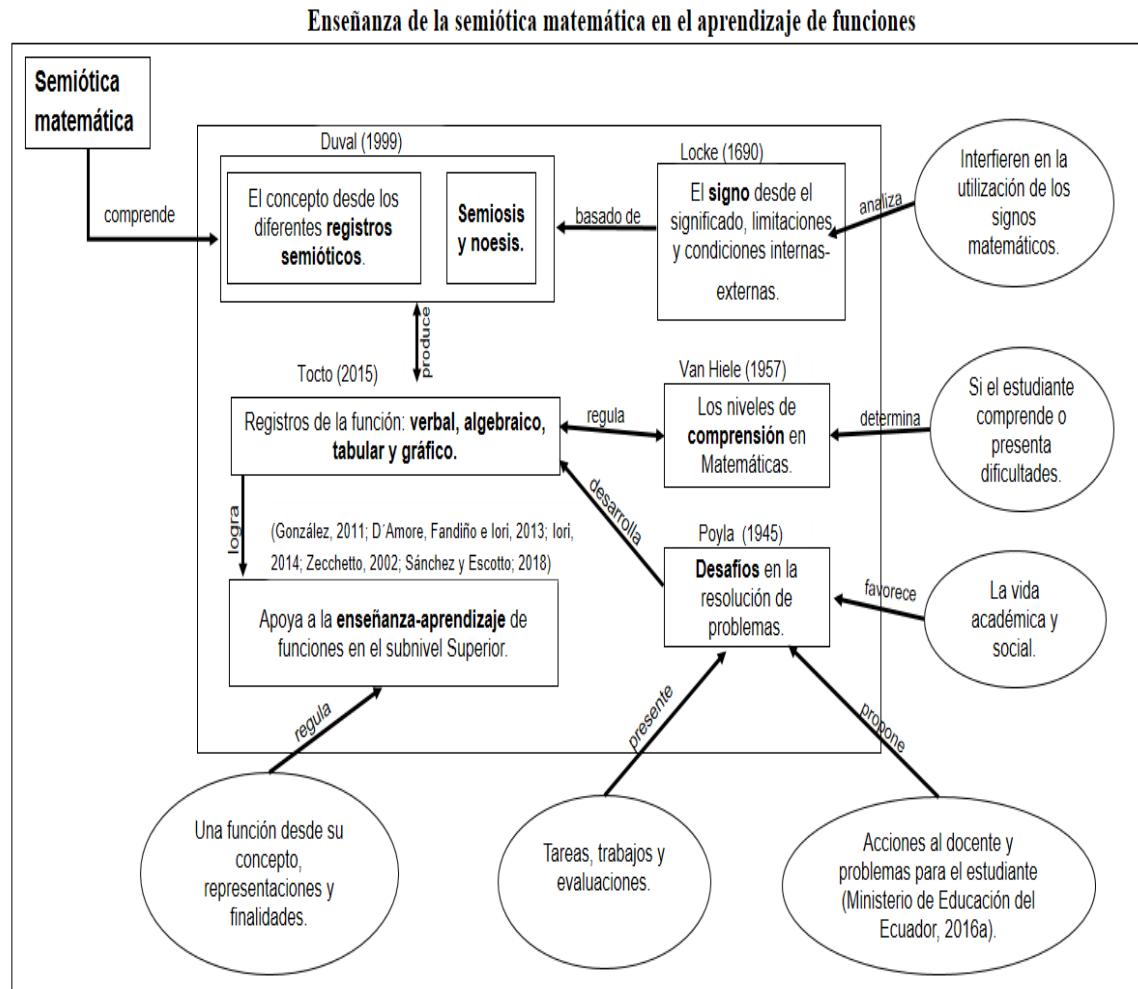 Enseñanza de la semiótica matemática en el aprendizaje de funciones
Semiótica
matemática
comprende
Duval (1999)
El concepto desde los
diferentes registros
semióticos.
Semiosis
y noesis.
basado de
Locke (1690)
El signo desde el
significado, limitaciones
y condiciones internas-
externas.
analiza
Interfieren en la
utilización de los
signos
matemáticos.
produce
Tocto (2015)
Registros de la función: verbal, algebraico,
tabular y gráfico.
regula
Van Hiele (1957)
Los niveles de
comprensión en
Matemáticas.
determina
Si el estudiante
comprende o
presenta
dificultades.
logra
(González, 2011; D´Amore, Fandiño e Iori, 2013; Iori,
2014; Zecchetto, 2002; Sánchez y Escotto; 2018)
desarrolla
Poyla (1945)
Desafíos en la
resolución de
problemas.
favorece
La vida
académica y
social.
Apoya a la enseñanza-aprendizaje de
funciones en el subnivel Superior.
regula
presente
propone
Una función desde su
concepto,
representaciones y
finalidades.
Tareas, trabajos y
evaluaciones.
Acciones al docente y
problemas para el estudiante
(Ministerio de Educación del
Ecuador, 2016a).